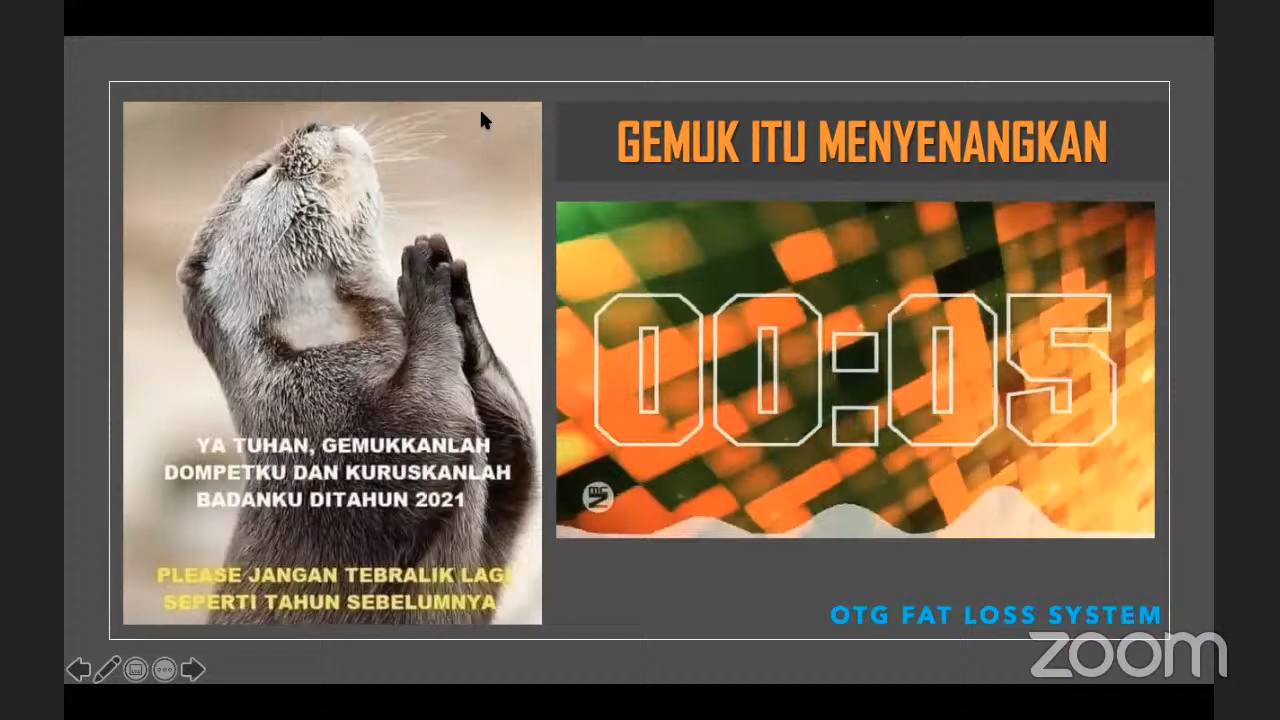 GEMUK ITU MENYENANGKAN
00:05
YA TUHAN, GEMUKKANLAH
DOMPETKU DAN KURUSKANLAH
BADANKU DITAHUN 2021
PLEASE JANGAN TEBRALIK LAGI
SEPERTI TAHUN SEBELUMNYA
OTG FAT LOSS SYSTEM
zoom